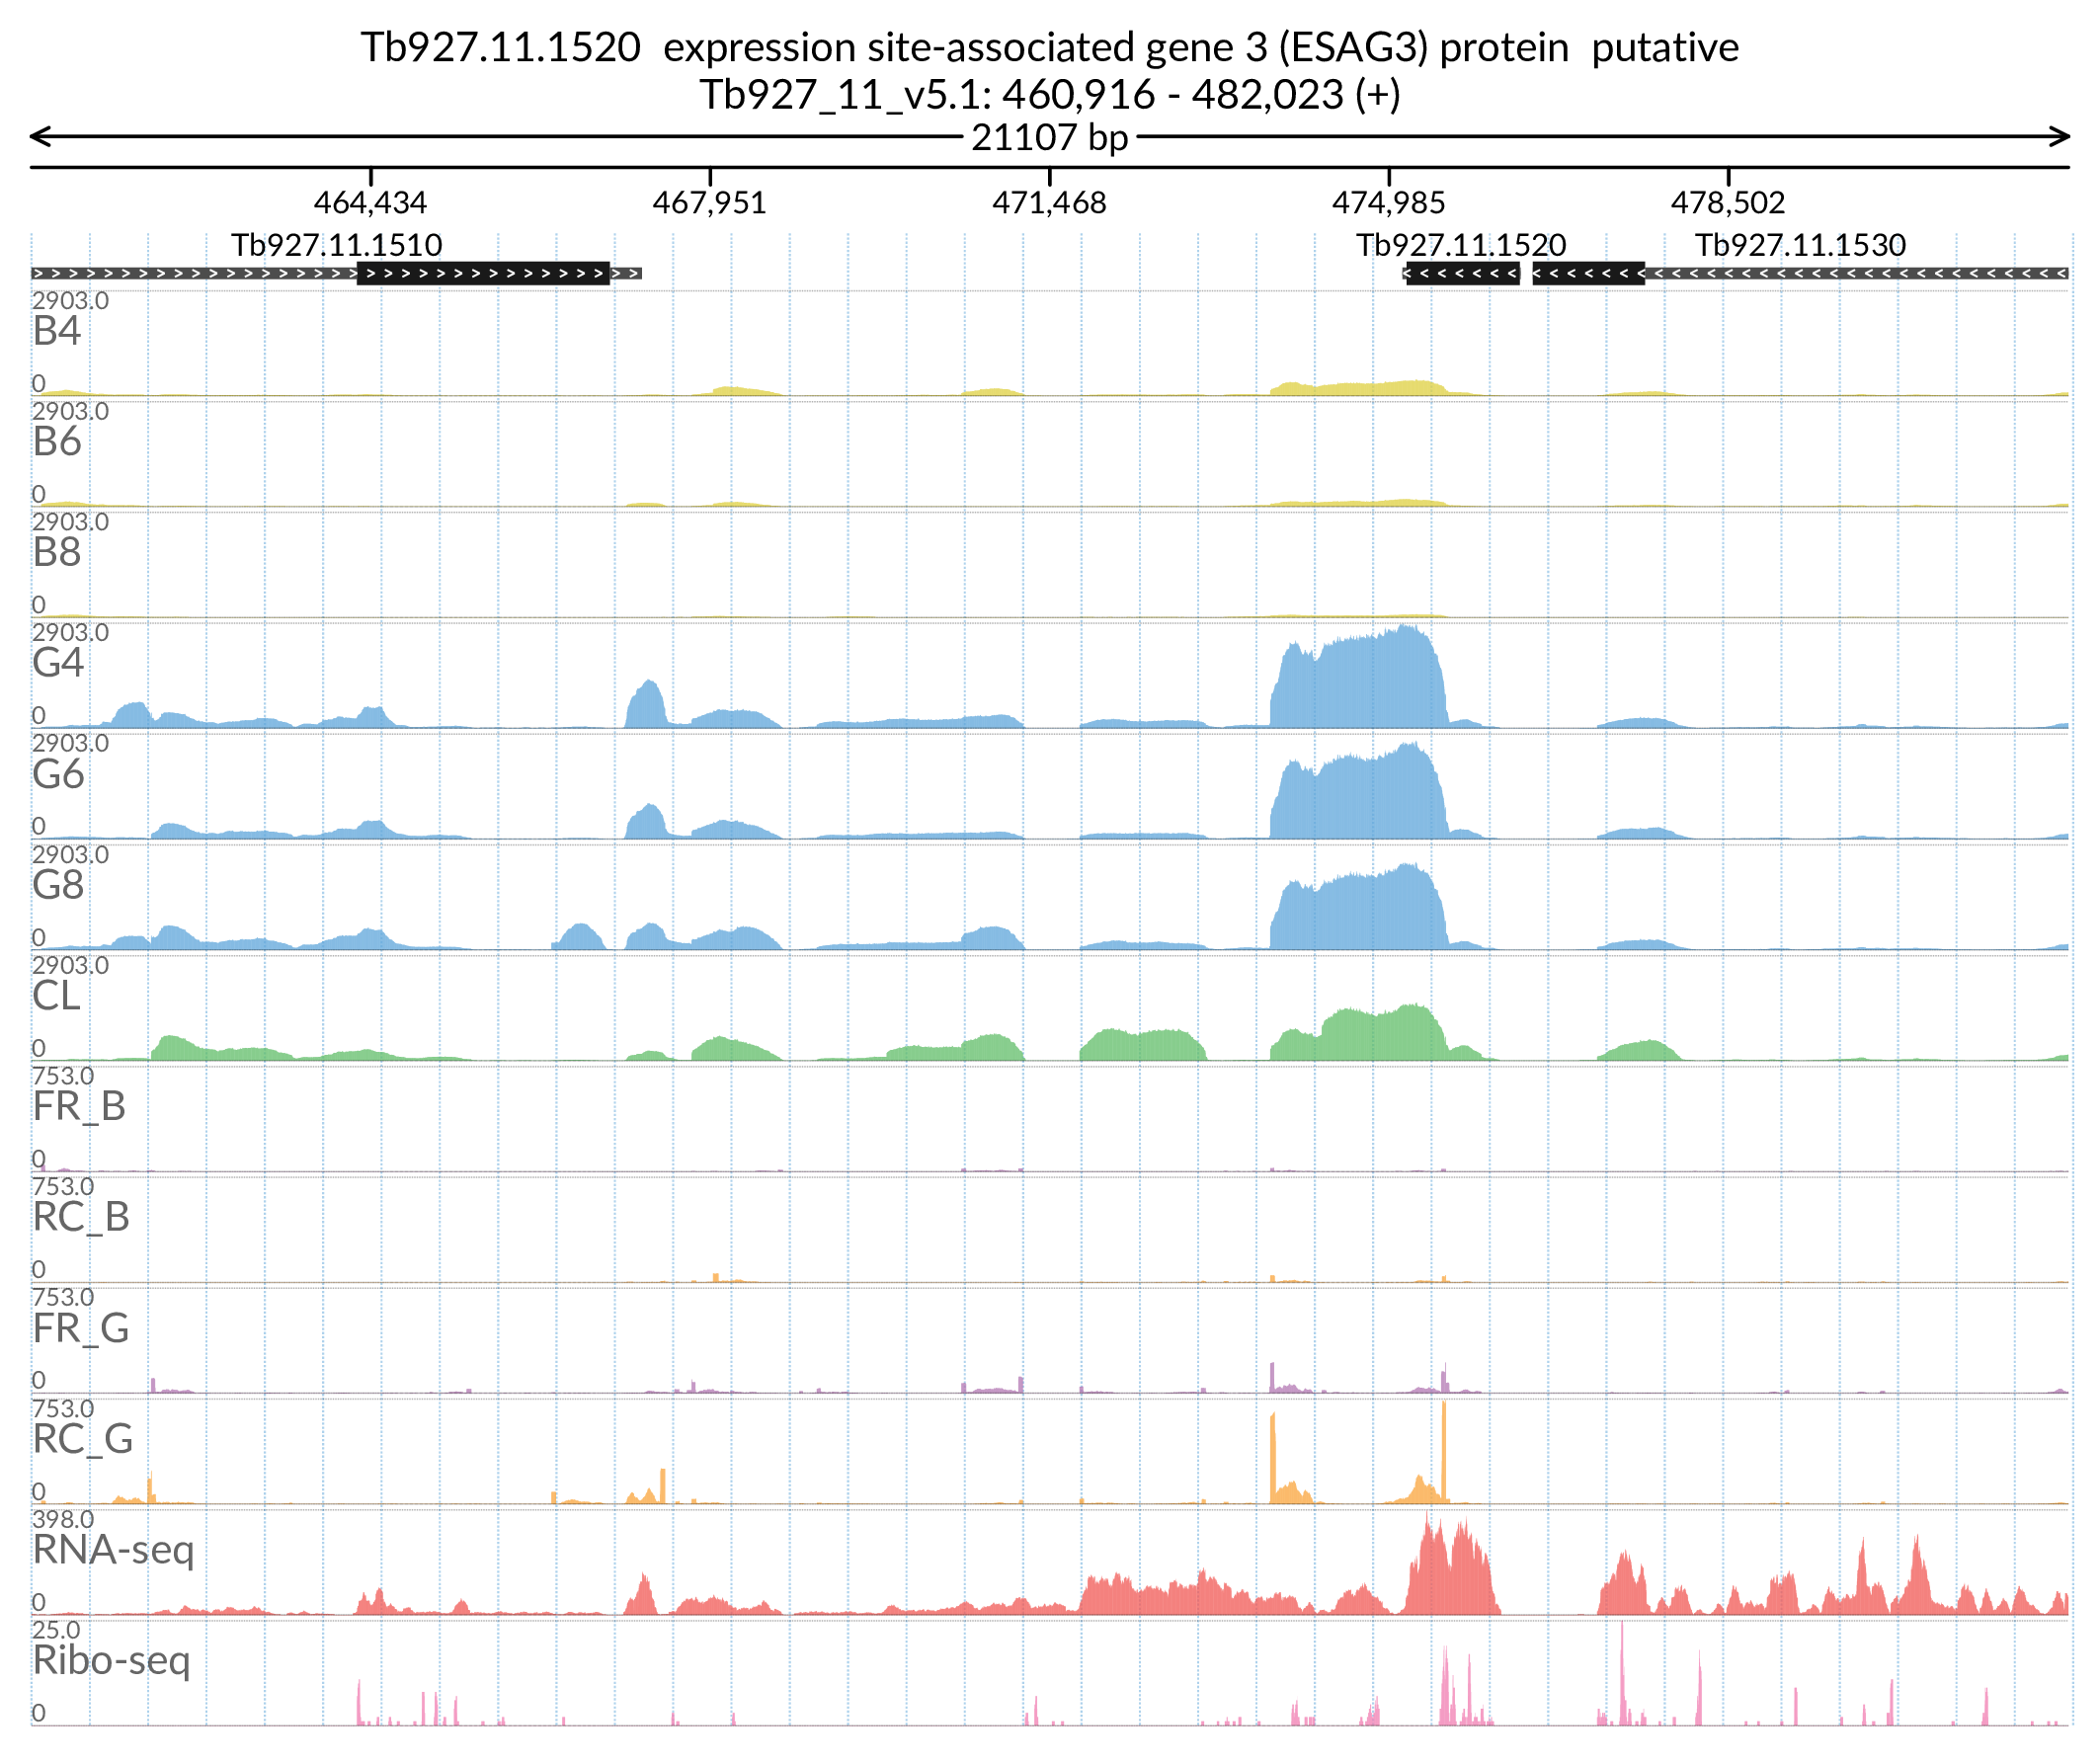 Tb927.11.1520 expression site-associated gene 3 (ESAG3) protein putative
Tb927_11_v5.1: 460,916 - 482,023 (+)
21107 bp
464,434 467,951 471,468 474,985 478,502
Tb927.11.1510 Tb927.11.1520 Tb927.11.1530
2903.0
B4
0
2903.0
B6
0
2903.0
B8
0
2903.0
G4
0
2903.0
G6
0
2903.0
G8
0
2903.0
CL
0
753.0
FR_B
0
753.0
RC_B
0
753.0
FR_G
0
753.0
RC_G
0
398.0
RNA-seq
0
25.0
Ribo-seq
0